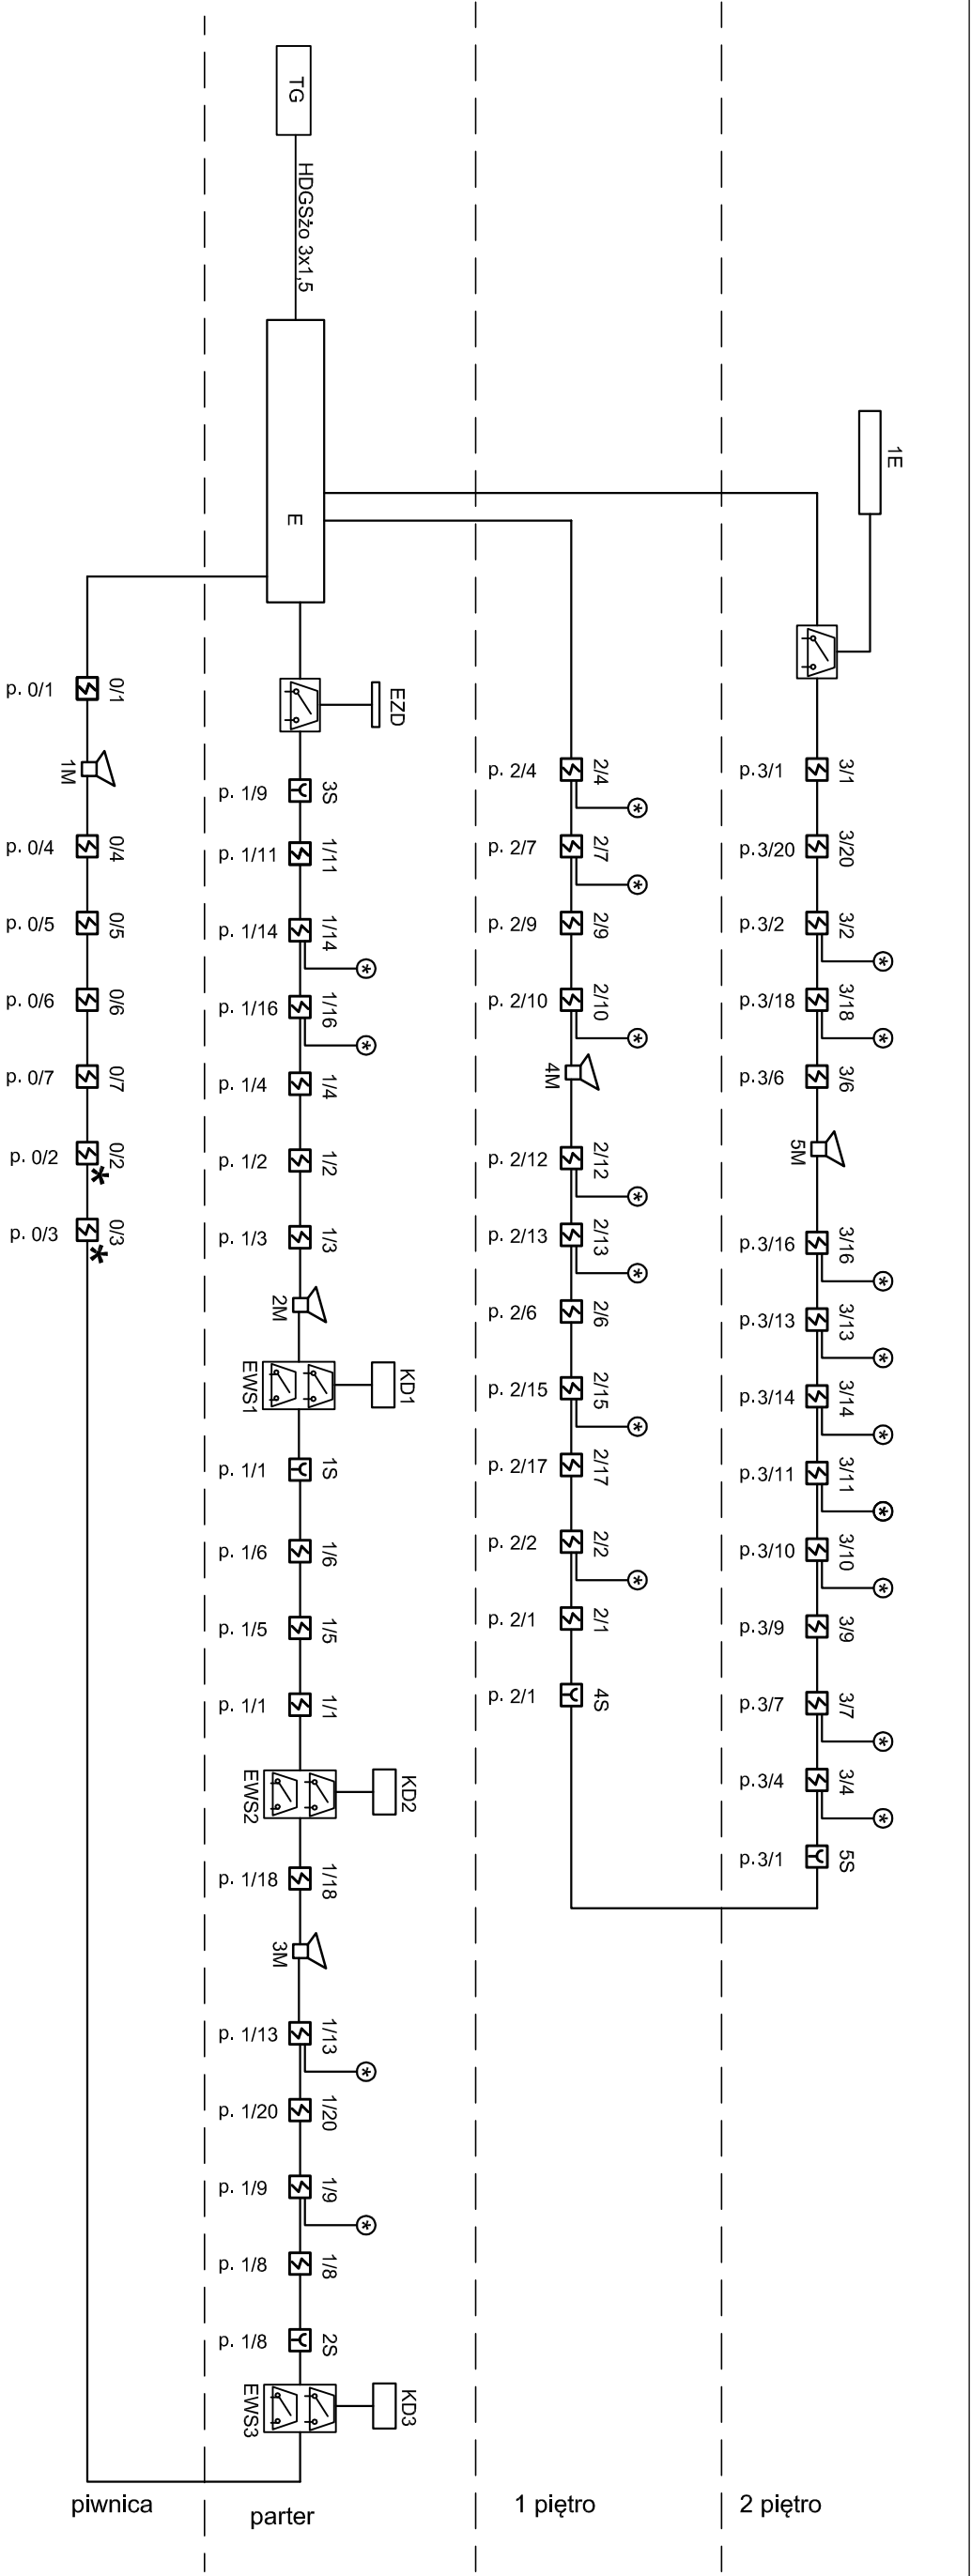 TG
HDGSżo 3x1,5
E
1E
p. 0/1
0/1
1M
p. 0/4
0/4
p. 0/5
0/5
p. 0/6
0/6
p. 0/7
0/7
p. 0/2
0/2
*
p. 0/3
0/3
*
piwnica
EZD
p. 1/9
3S
p. 1/11
1/11
p. 1/14
1/14
*
p. 1/16
1/16
*
p. 1/4
1/4
p. 1/2
1/2
p. 1/3
1/3
2M
EWS1
KD1
p. 1/1
1S
p. 1/6
1/6
p. 1/5
1/5
p. 1/1
1/1
EWS2
KD2
p. 1/18
1/18
3M
p. 1/13
1/13
*
p. 1/20
1/20
p. 1/9
1/9
*
p. 1/8
1/8
p. 1/8
2S
EWS3
KD3
parter
p. 2/4
2/4
*
p. 2/7
2/7
*
p. 2/9
2/9
p. 2/10
2/10
*
4M
p. 2/12
2/12
*
p. 2/13
2/13
*
p. 2/6
2/6
p. 2/15
2/15
*
p. 2/17
2/17
p. 2/2
2/2
*
p. 2/1
2/1
p. 2/1
4S
1 piętro
p.3/1
3/1
p.3/20
3/20
p.3/2
3/2
*
p.3/18
3/18
*
p.3/6
3/6
5M
p.3/16
3/16
*
p.3/13
3/13
*
p.3/14
3/14
*
p.3/11
3/11
*
p.3/10
3/10
*
p.3/9
3/9
p.3/7
3/7
*
p.3/4
3/4
*
p.3/1
5S
2 piętro